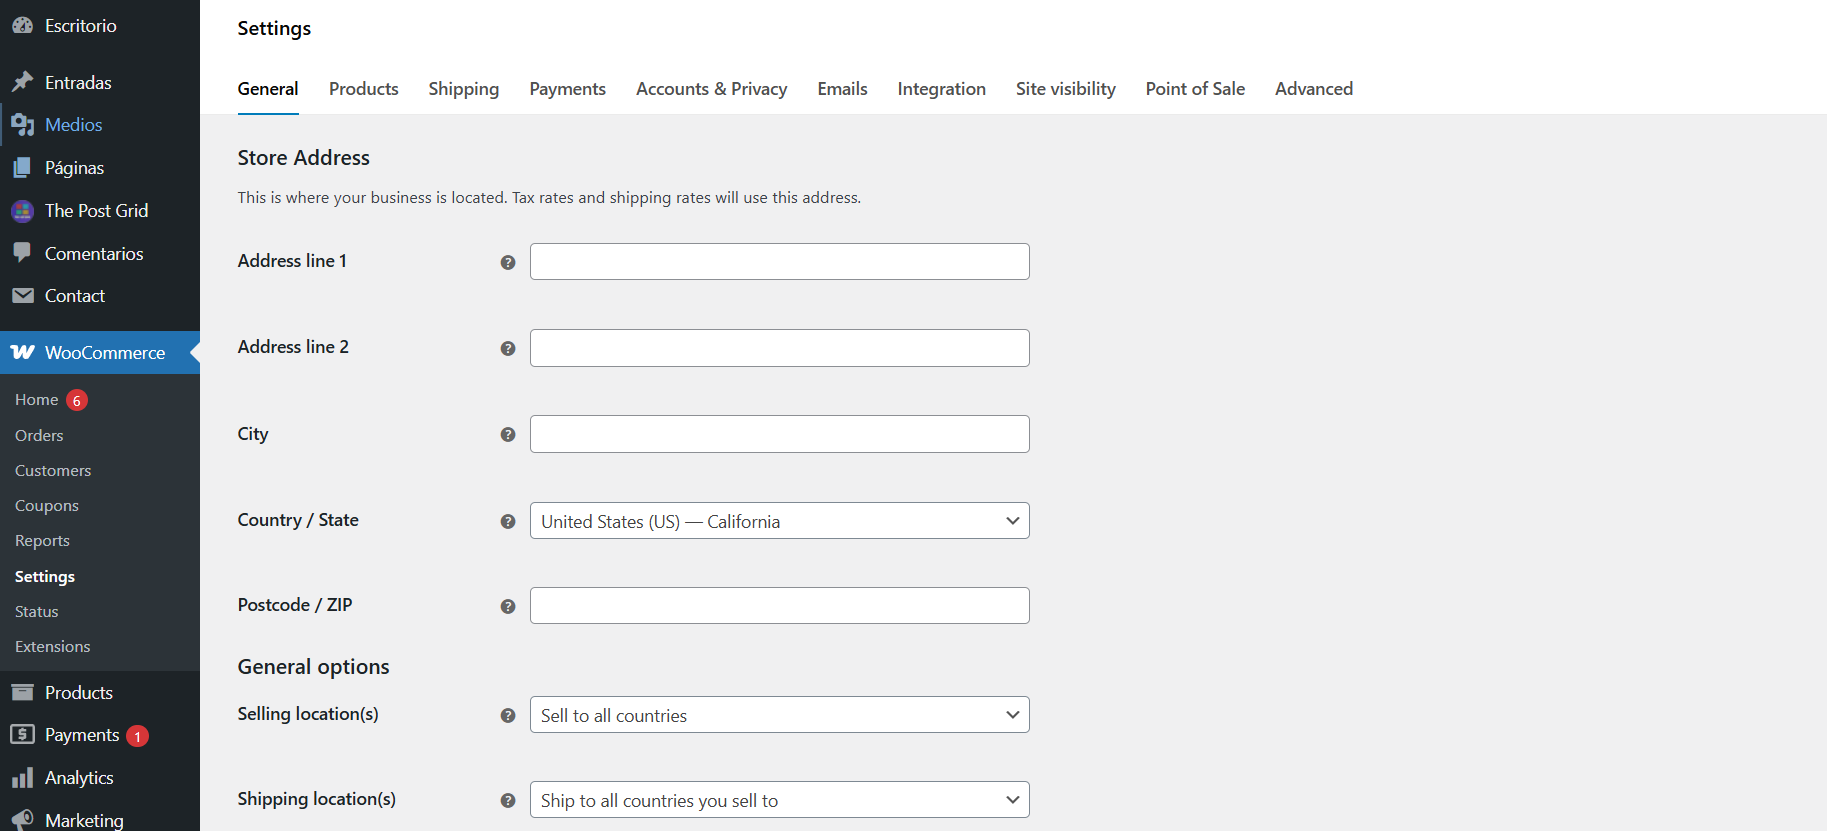 Escritorio
Entradas
Medios
Páginas
The Post Grid
Comentarios
Contact
WooCommerce
Home 6
Orders
Customers
Coupons
Reports
Settings
Status
Extensions
Products
Payments 1
Analytics
Marketing
Settings
General Products Shipping Payments Accounts & Privacy Emails Integration Site visibility Point of Sale Advanced
Store Address
This is where your business is located. Tax rates and shipping rates will use this address.
Address line 1 ?
Address line 2 ?
City ?
Country / State ? United States (US) — California
Postcode / ZIP ?
General options
Selling location(s) ? Sell to all countries
Shipping location(s) ? Ship to all countries you sell to